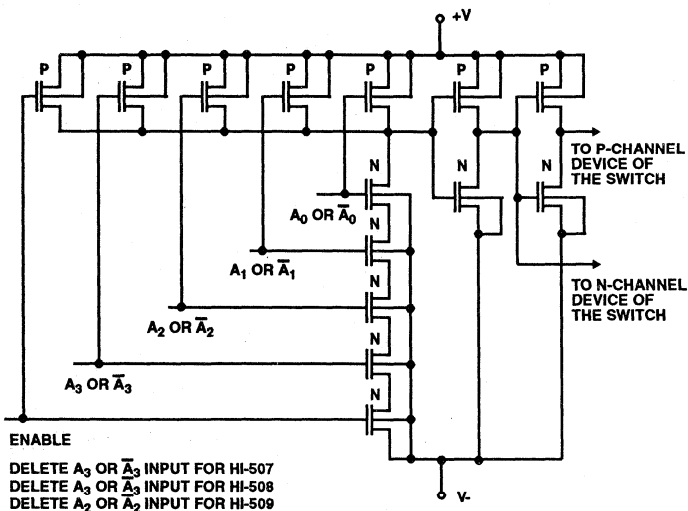 +V
P P P P P P P
TO P-CHANNEL
DEVICE OF
THE SWITCH
N N N
A₀ OR A̅₀
N
A₁ OR A̅₁
N
TO N-CHANNEL
DEVICE OF
THE SWITCH
A₂ OR A̅₂
N
A₃ OR A̅₃
N
ENABLE
DELETE A₃ OR A̅₃ INPUT FOR HI-507
DELETE A₃ OR A̅₃ INPUT FOR HI-508
DELETE A₂ OR A̅₂ INPUT FOR HI-509
V-